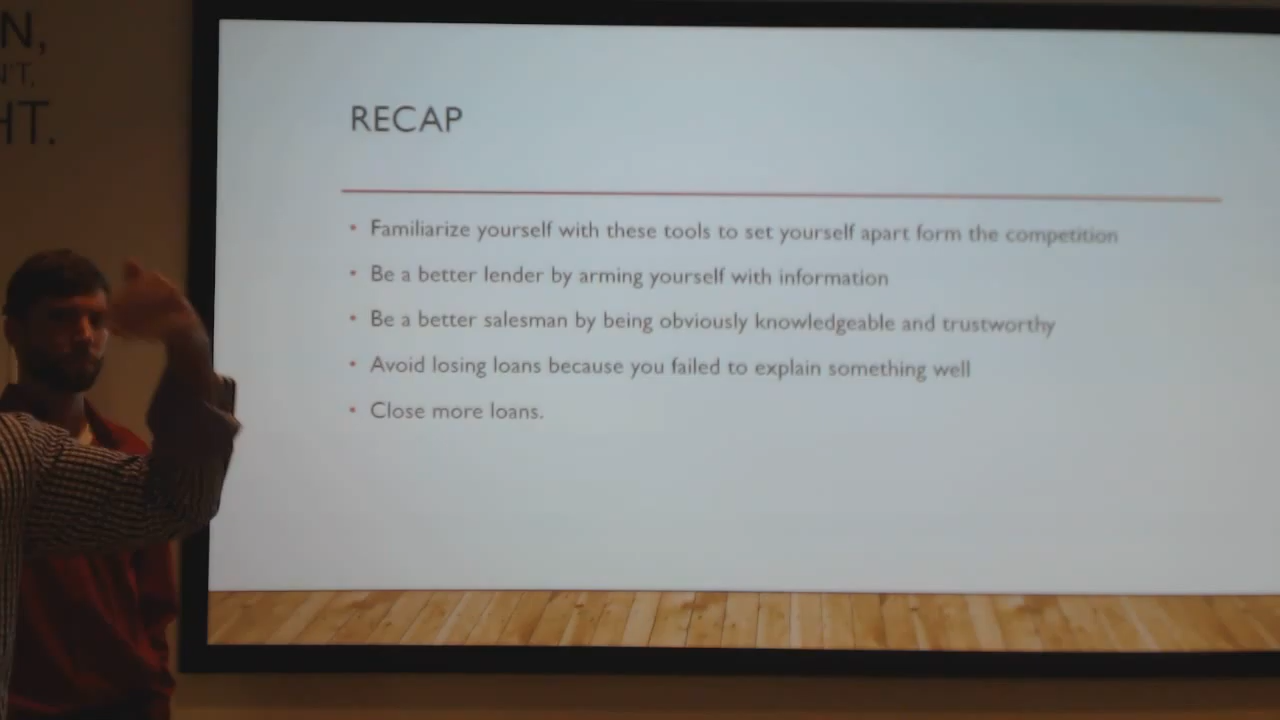 N,
N'T,
HT.
RECAP
• Familiarize yourself with these tools to set yourself apart form the competition
• Be a better lender by arming yourself with information
• Be a better salesman by being obviously knowledgeable and trustworthy
• Avoid losing loans because you failed to explain something well
• Close more loans.